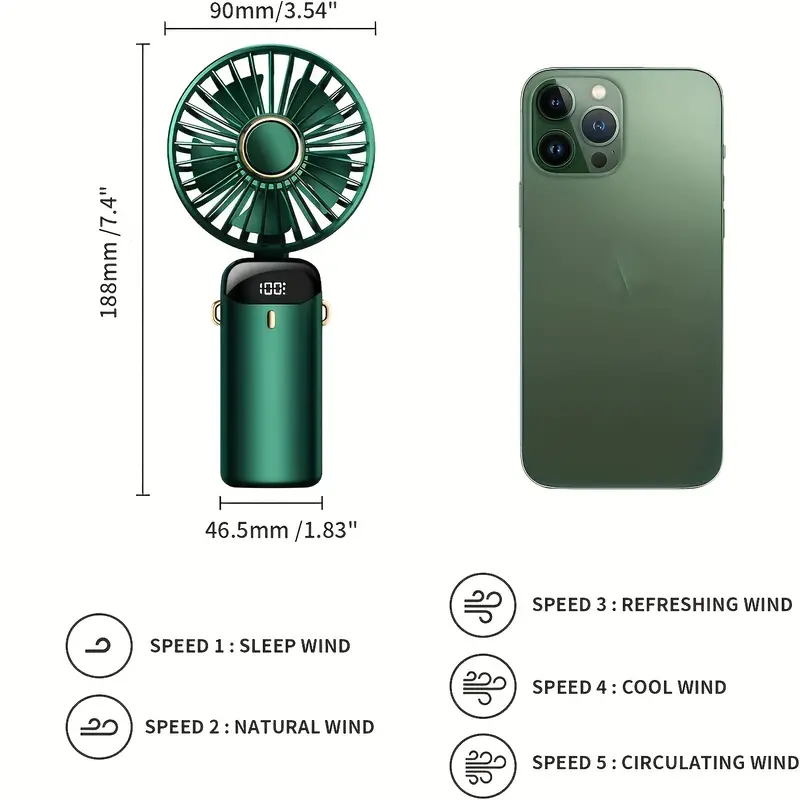 90mm/3.54"
188mm /7.4"
100%
46.5mm /1.83"
SPEED 1 : SLEEP WIND
SPEED 2 : NATURAL WIND
SPEED 3 : REFRESHING WIND
SPEED 4 : COOL WIND
SPEED 5 : CIRCULATING WIND